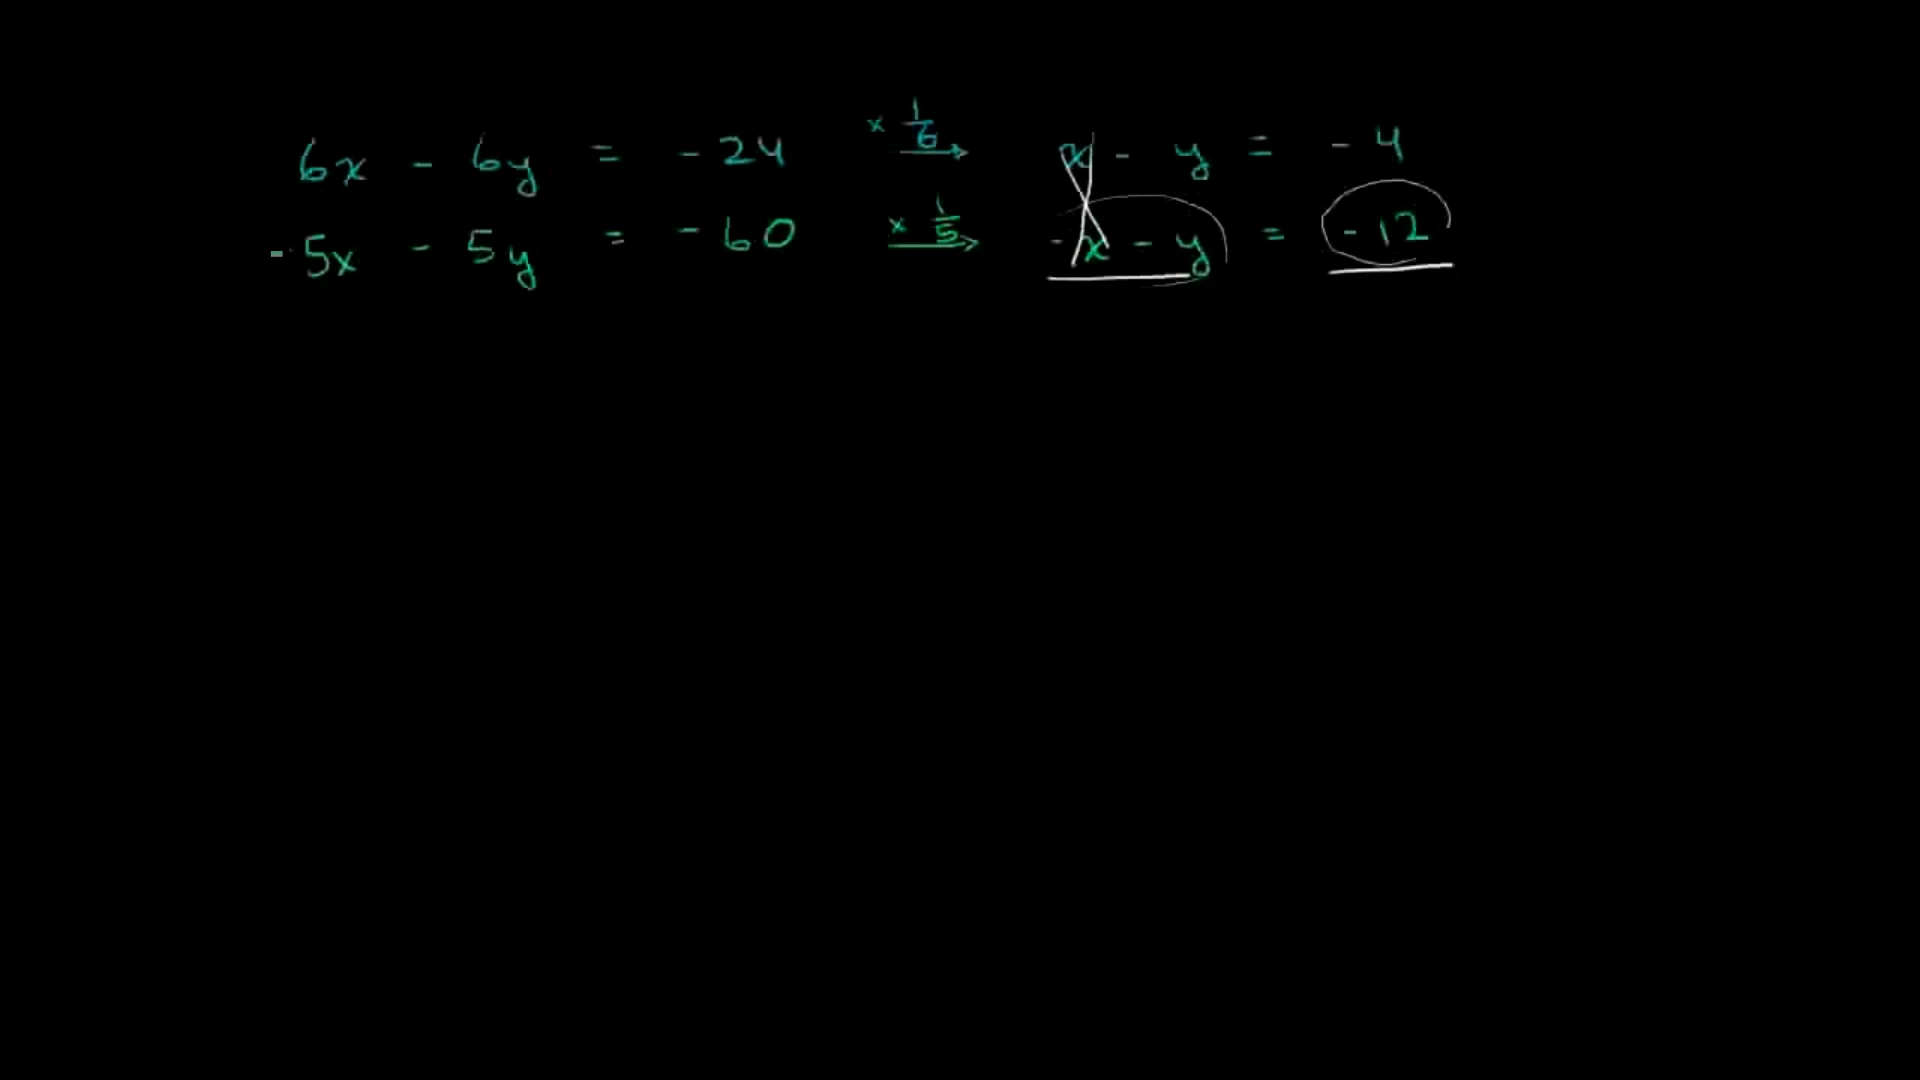 6x - 6y = -24 × 1/6 → x - y = -4
-5x - 5y = -60 × 1/5 → -x - y = -12